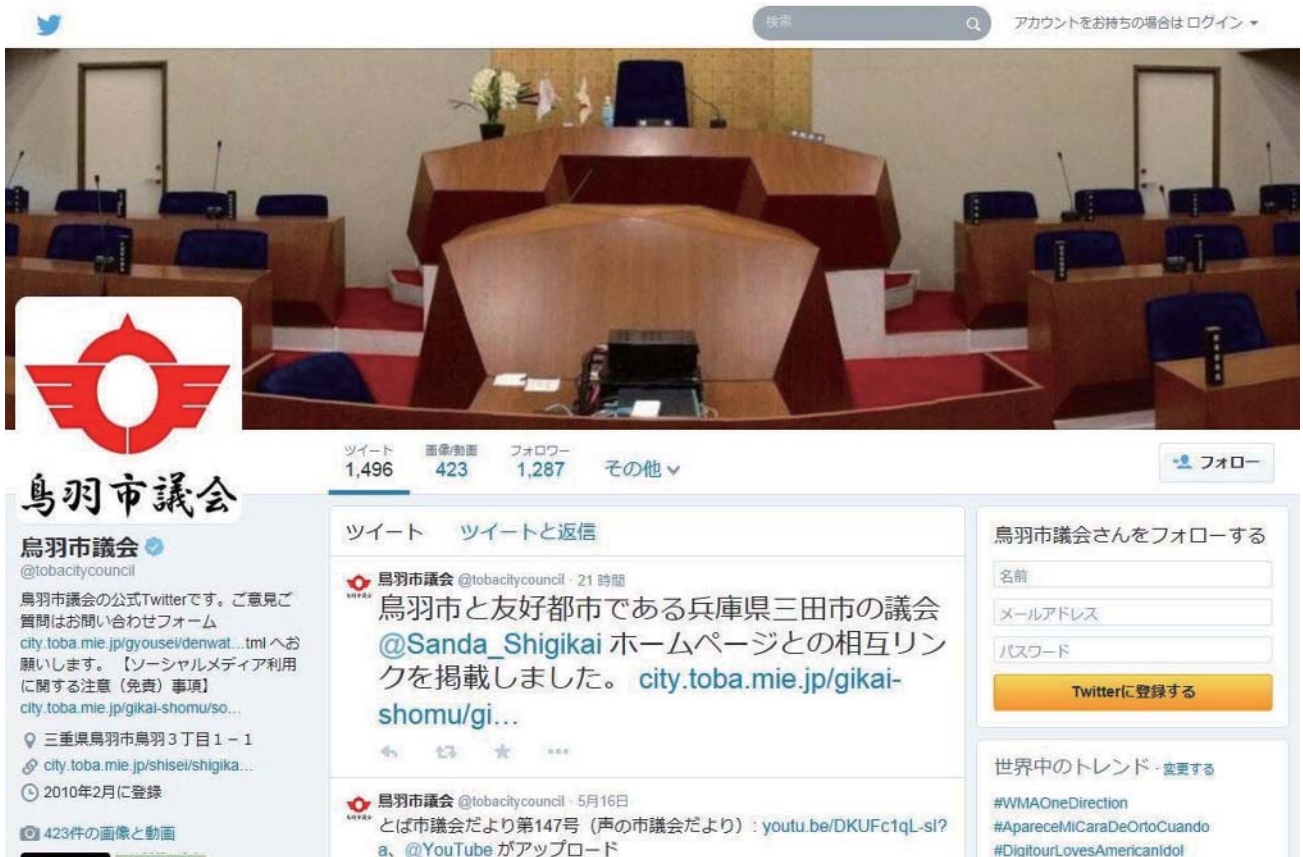 検索
アカウントをお持ちの場合は ログイン
鳥羽市議会
ツイート
1,496
画像/動画
423
フォロワー
1,287
その他
フォロー
鳥羽市議会
@tobacitycouncil
鳥羽市議会の公式Twitterです。ご意見ご
質問はお問い合わせフォーム
city.toba.mie.jp/gyousei/denwat...tml へお
願いします。 【ソーシャルメディア利用
に関する注意（免責）事項】
city.toba.mie.jp/gikai-shomu/so...
三重県鳥羽市鳥羽３丁目１－１
city.toba.mie.jp/shisei/shigika...
2010年2月に登録
423件の画像と動画
ツイート ツイートと返信
鳥羽市議会 @tobacitycouncil · 21 時間
鳥羽市と友好都市である兵庫県三田市の議会
@Sanda_Shigikai ホームページとの相互リン
クを掲載しました。 city.toba.mie.jp/gikai-
shomu/gi...
鳥羽市議会 @tobacitycouncil · 5月16日
とば市議会だより第147号（声の市議会だより）: youtu.be/DKUFc1qL-sI?
a、@YouTube がアップロード
鳥羽市議会さんをフォローする
名前
メールアドレス
パスワード
Twitterに登録する
世界中のトレンド · 変更する
#WMAOneDirection
#ApareceMiCaraDeOrtoCuando
#DigitourLovesAmericanIdol